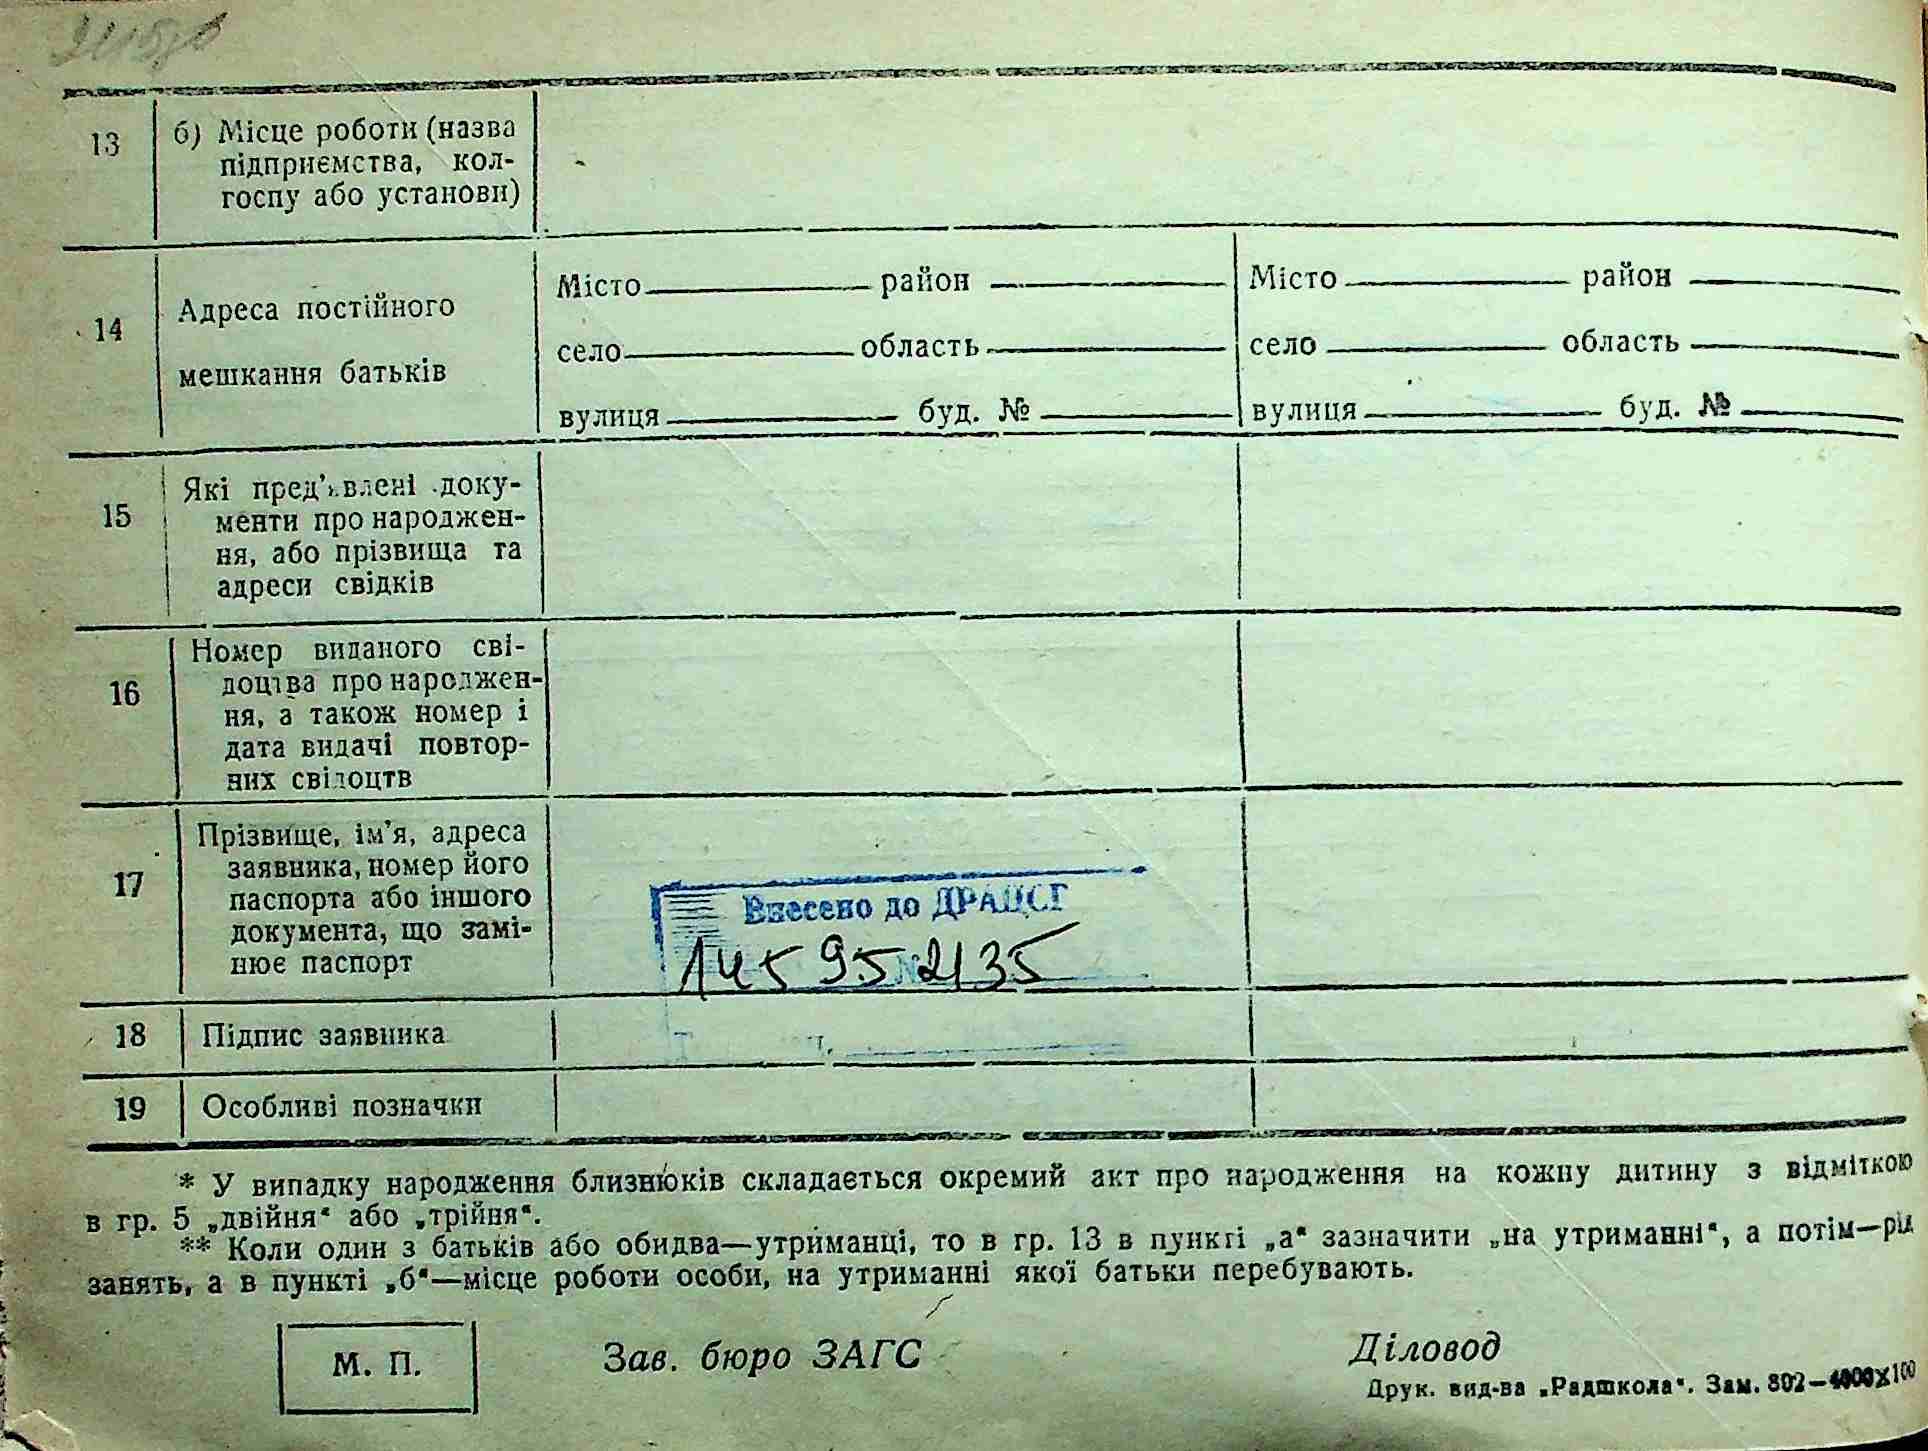 13
б) Місце роботи (назва
підприємства, кол-
госпу або установи)
14
Адреса постійного
мешкання батьків
Місто район
село область
вулиця буд. №
Місто район
село область
вулиця буд. №
15
Які пред’явлені доку-
менти про народжен-
ня, або прізвища та
адреси свідків
16
Номер виданого сві-
доцтва про народжен-
ня, а також номер і
дата видачі повтор-
них свідоцтв
17
Прізвище, ім’я, адреса
заявника, номер його
паспорта або іншого
документа, що замі-
нює паспорт
Внесено до ДРАЦСГ
№
145952135
18
Підпис заявника
19
Особливі позначки
* У випадку народження близнюків складається окремий акт про народження на кожну дитину з відміткою
в гр. 5 „двійня“ або „трійня“.
** Коли один з батьків або обидва—утриманці, то в гр. 13 в пункті „а“ зазначити „на утриманні“, а потім—рід
занять, а в пункті „б“—місце роботи особи, на утриманні якої батьки перебувають.
М. П.
Зав. бюро ЗАГС
Діловод
Друк. вид-ва „Радшкола“. Зам. 802—4000х100